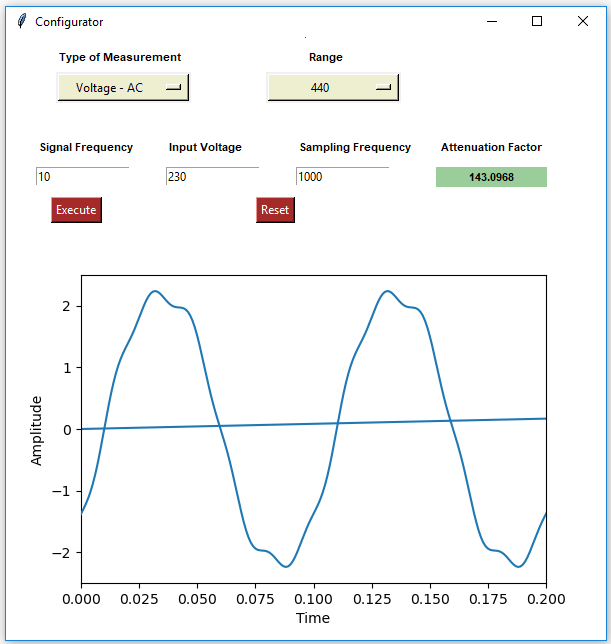 Configurator
Type of Measurement Range
Voltage - AC 440
Signal Frequency Input Voltage Sampling Frequency Attenuation Factor
10 230 1000 143.0968
Execute Reset
2
1
0
−1
−2
Amplitude
0.000 0.025 0.050 0.075 0.100 0.125 0.150 0.175 0.200
Time